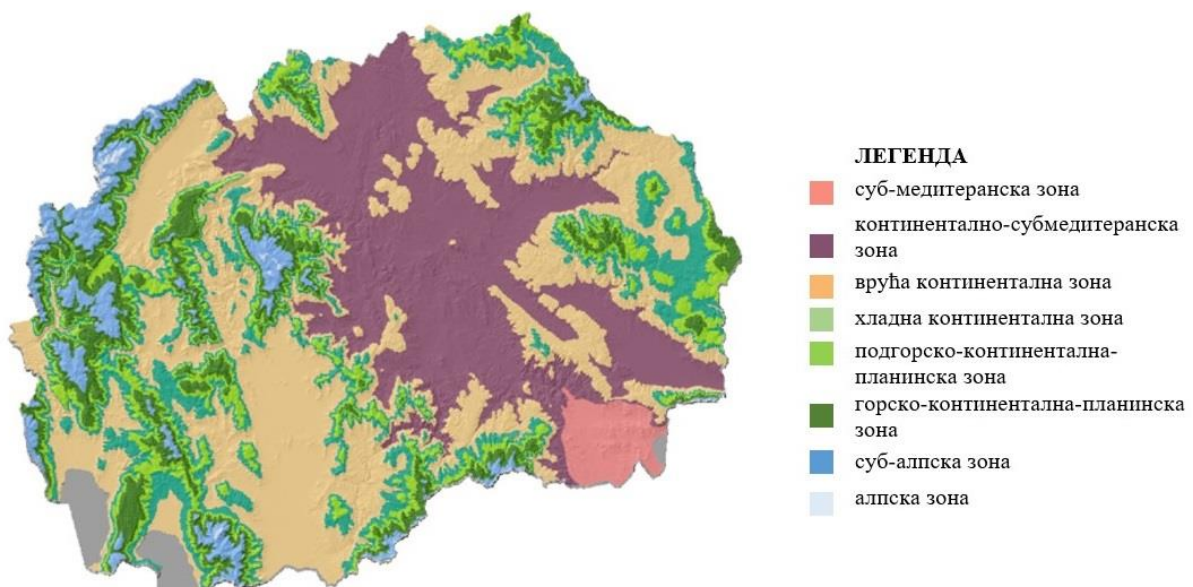 ЛЕГЕНДА
суб-медитеранска зона
континентално-субмедитеранска
зона
врућа континентална зона
хладна континентална зона
подгорско-континентална-
планинска зона
горско-континентална-планинска
зона
суб-алпска зона
алпска зона